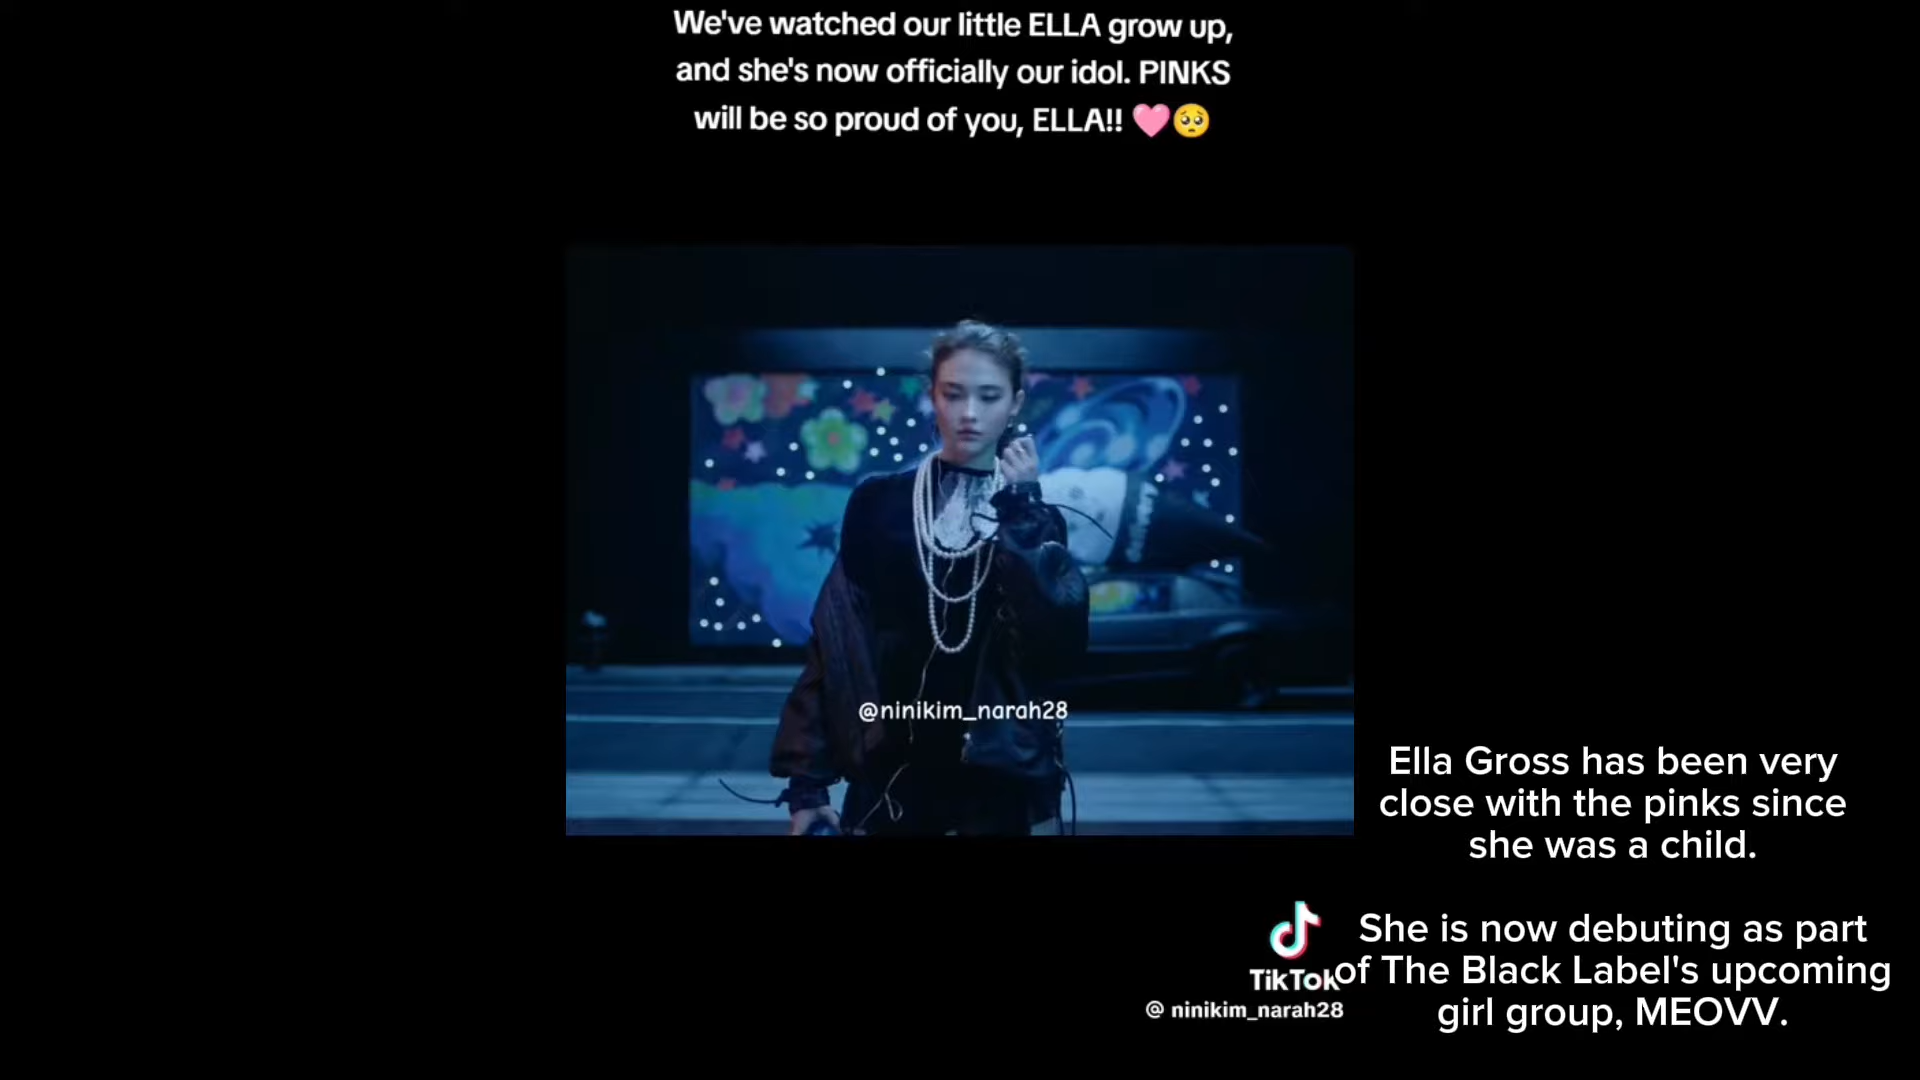 We've watched our little ELLA grow up,
and she's now officially our idol. PINKS
will be so proud of you, ELLA!! 🩷🥺
@ninikim_narah28
Ella Gross has been very
close with the pinks since
she was a child.
She is now debuting as part
of The Black Label's upcoming
girl group, MEOVV.
TikTok
@ ninikim_narah28